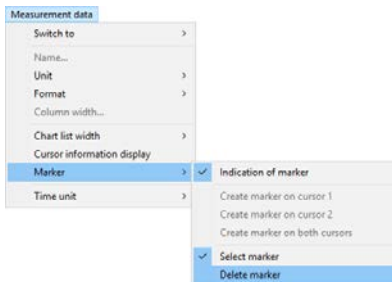 Measurement data
Switch to
Name...
Unit
Format
Column width...
Chart list width
Cursor information display
Marker
Time unit
Indication of marker
Create marker on cursor 1
Create marker on cursor 2
Create marker on both cursors
Select marker
Delete marker